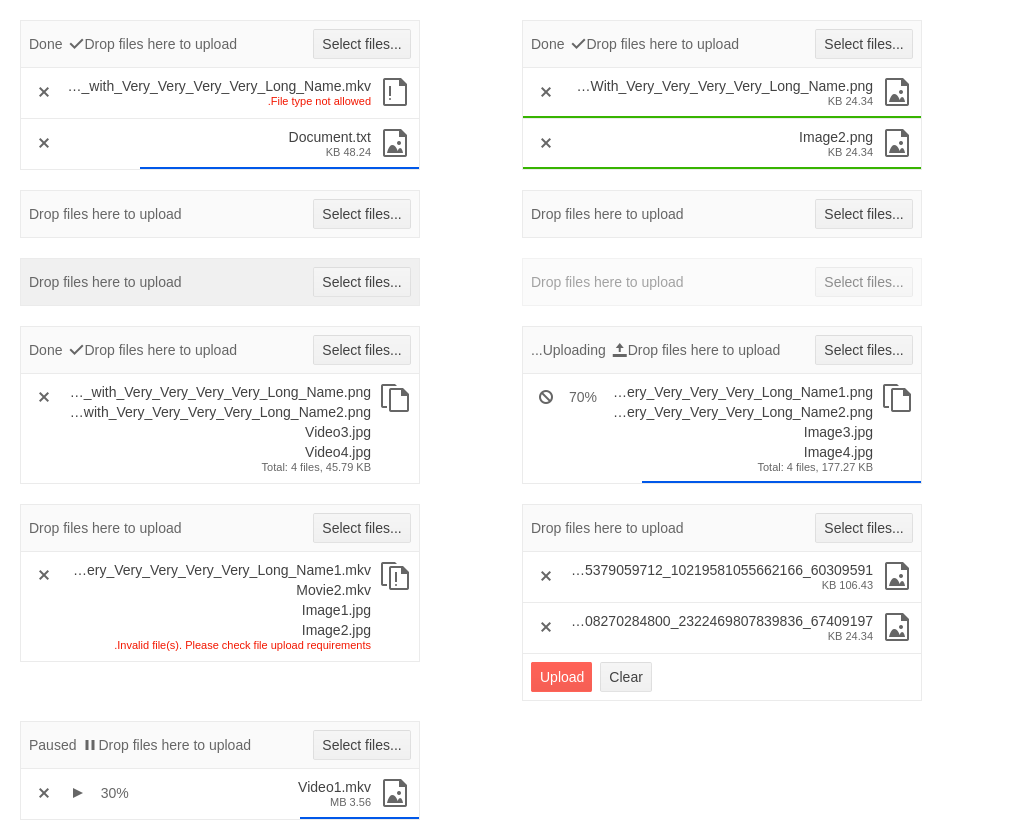 Done Drop files here to upload Select files...
..._with_Very_Very_Very_Very_Long_Name.mkv
.File type not allowed
Document.txt
KB 48.24
Done Drop files here to upload Select files...
...With_Very_Very_Very_Very_Long_Name.png
KB 24.34
Image2.png
KB 24.34
Drop files here to upload Select files...
Drop files here to upload Select files...
Drop files here to upload Select files...
Drop files here to upload Select files...
Done Drop files here to upload Select files...
..._with_Very_Very_Very_Very_Long_Name.png
...with_Very_Very_Very_Very_Long_Name2.png
Video3.jpg
Video4.jpg
Total: 4 files, 45.79 KB
...Uploading Drop files here to upload Select files...
70% ...ery_Very_Very_Very_Long_Name1.png
...ery_Very_Very_Very_Long_Name2.png
Image3.jpg
Image4.jpg
Total: 4 files, 177.27 KB
Drop files here to upload Select files...
...ery_Very_Very_Very_Very_Long_Name1.mkv
Movie2.mkv
Image1.jpg
Image2.jpg
.Invalid file(s). Please check file upload requirements
Drop files here to upload Select files...
...5379059712_10219581055662166_60309591
KB 106.43
...08270284800_2322469807839836_67409197
KB 24.34
Upload Clear
Paused Drop files here to upload Select files...
30% Video1.mkv
MB 3.56